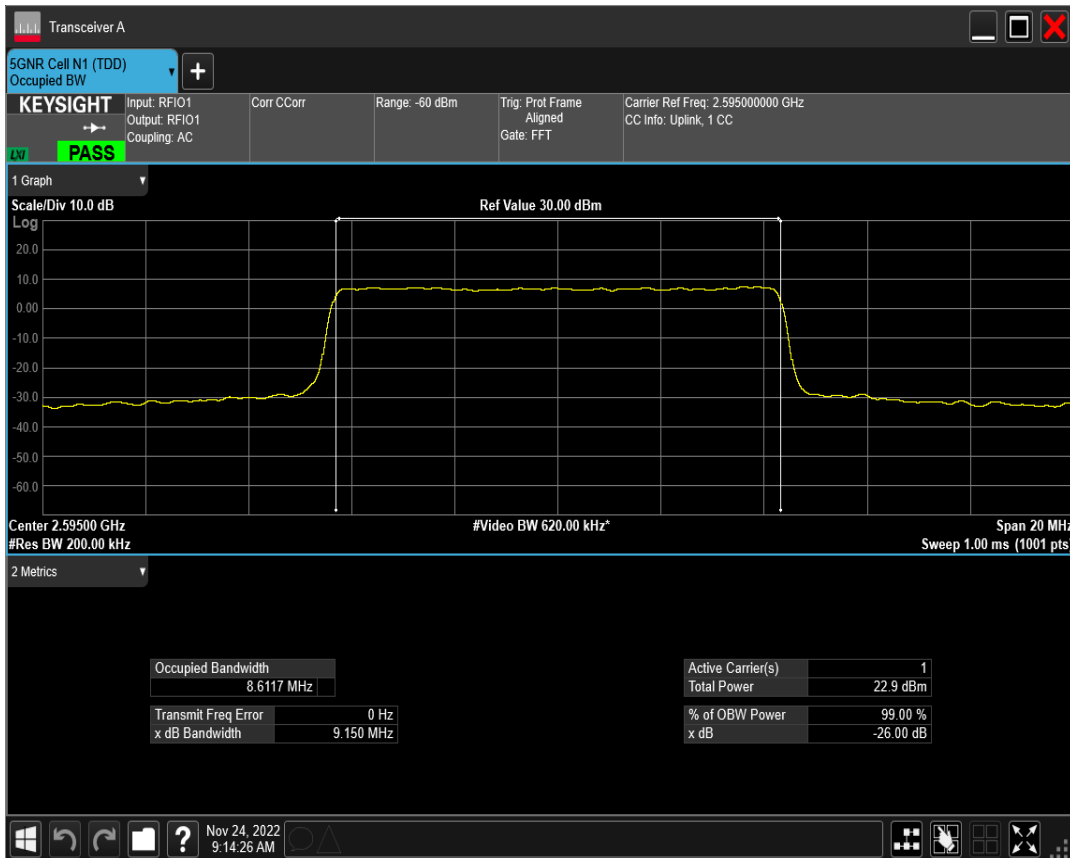 Transceiver A
5GNR Cell N1 (TDD)
Occupied BW
KEYSIGHT
LXI
PASS
Input: RFIO1
Output: RFIO1
Coupling: AC
Corr CCorr
Range: -60 dBm
Trig: Prot Frame
Aligned
Gate: FFT
Carrier Ref Freq: 2.595000000 GHz
CC Info: Uplink, 1 CC
1 Graph
Scale/Div 10.0 dB
Ref Value 30.00 dBm
Log
20.0
10.0
0.00
-10.0
-20.0
-30.0
-40.0
-50.0
-60.0
Center 2.59500 GHz
#Video BW 620.00 kHz*
Span 20 MHz
#Res BW 200.00 kHz
Sweep 1.00 ms (1001 pts)
2 Metrics
Occupied Bandwidth
8.6117 MHz
Transmit Freq Error 0 Hz
x dB Bandwidth 9.150 MHz
Active Carrier(s) 1
Total Power 22.9 dBm
% of OBW Power 99.00 %
x dB -26.00 dB
?
Nov 24, 2022
9:14:26 AM